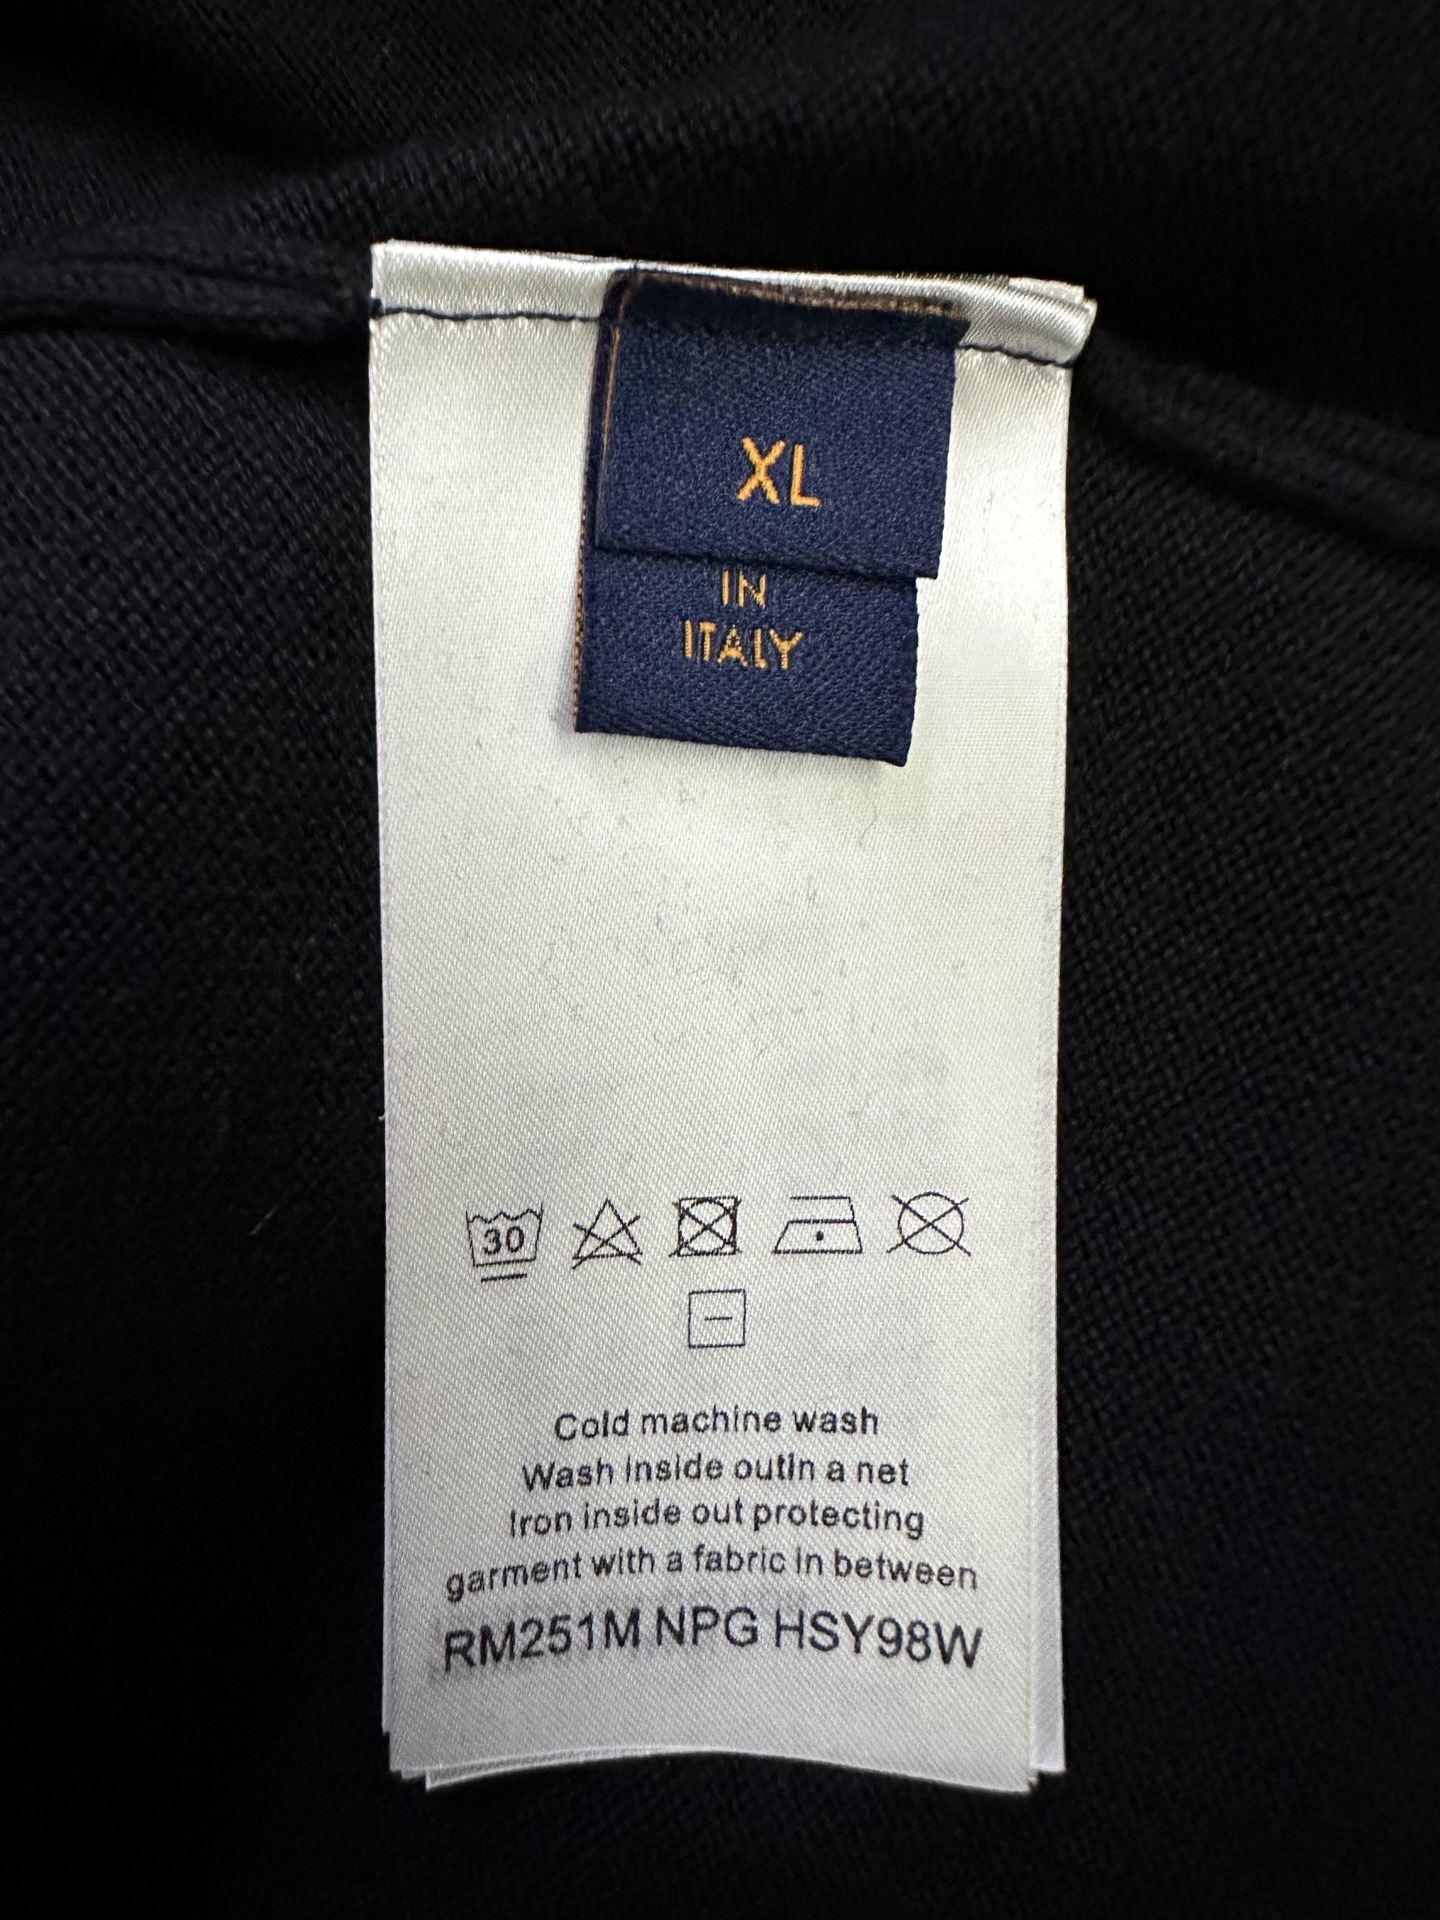 XL
IN
ITALY
30
Cold machine wash
Wash inside outin a net
Iron inside out protecting
garment with a fabric in between
RM251M NPG HSY98W